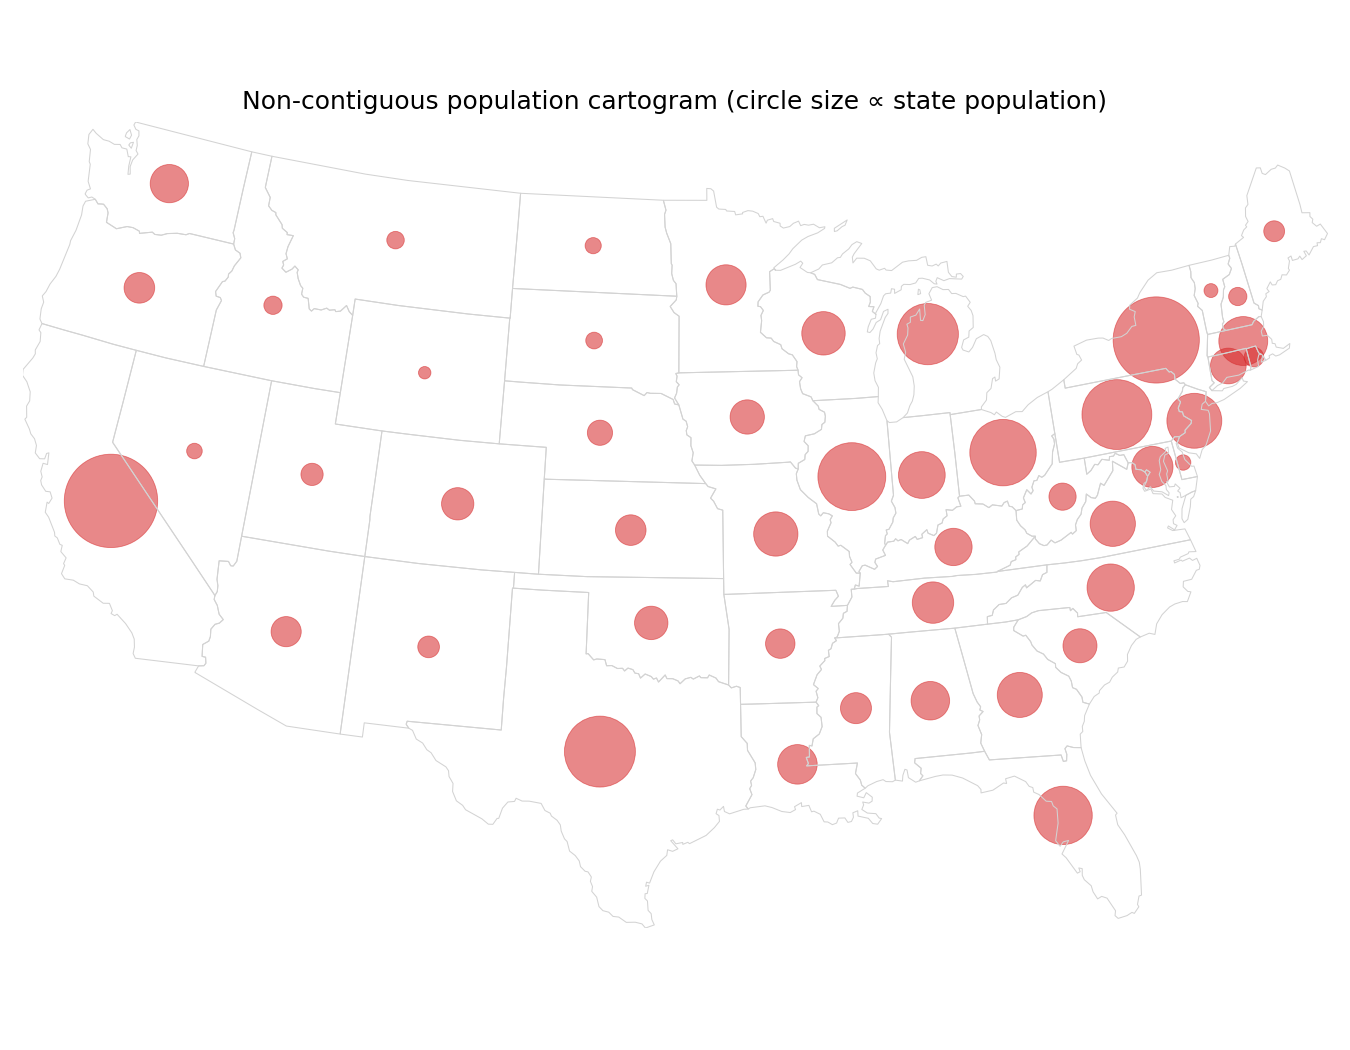 Non-contiguous population cartogram (circle size ∝ state population)